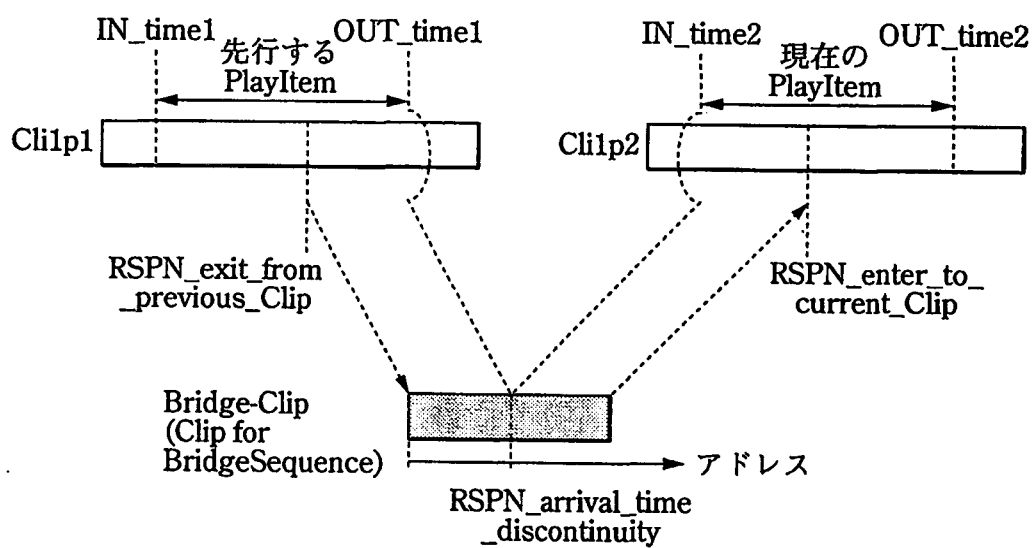 IN_time1
先行する
PlayItem
OUT_time1
IN_time2
現在の
PlayItem
OUT_time2
Cli1p1
Cli1p2
RSPN_exit_from
_previous_Clip
RSPN_enter_to_
current_Clip
Bridge-Clip
(Clip for
BridgeSequence)
アドレス
RSPN_arrival_time
_discontinuity